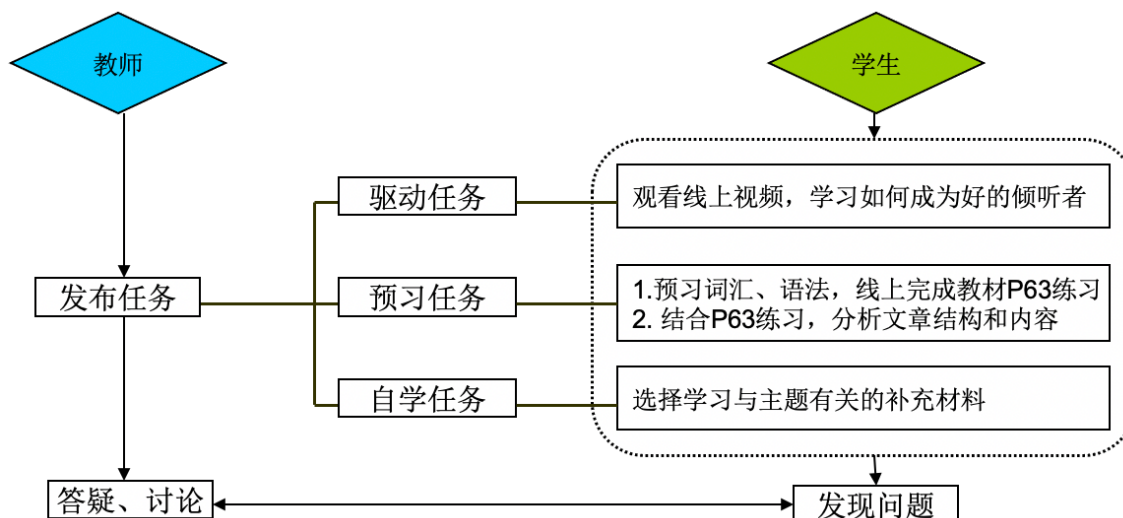 教师
学生
驱动任务
观看线上视频，学习如何成为好的倾听者
发布任务
预习任务
1.预习词汇、语法，线上完成教材P63练习
2. 结合P63练习，分析文章结构和内容
自学任务
选择学习与主题有关的补充材料
答疑、讨论
发现问题